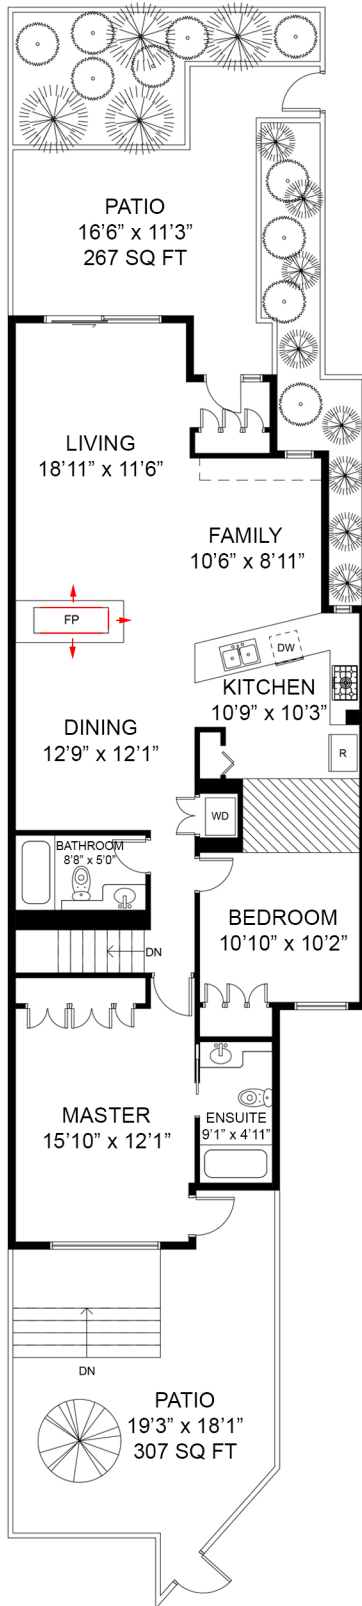 PATIO
16'6" x 11'3"
267 SQ FT
LIVING
18'11" x 11'6"
FAMILY
10'6" x 8'11"
FP
DW
KITCHEN
10'9" x 10'3"
DINING
12'9" x 12'1"
R
WD
BATHROOM
8'8" x 5'0"
BEDROOM
10'10" x 10'2"
DN
MASTER
15'10" x 12'1"
ENSUITE
9'1" x 4'11"
DN
PATIO
19'3" x 18'1"
307 SQ FT